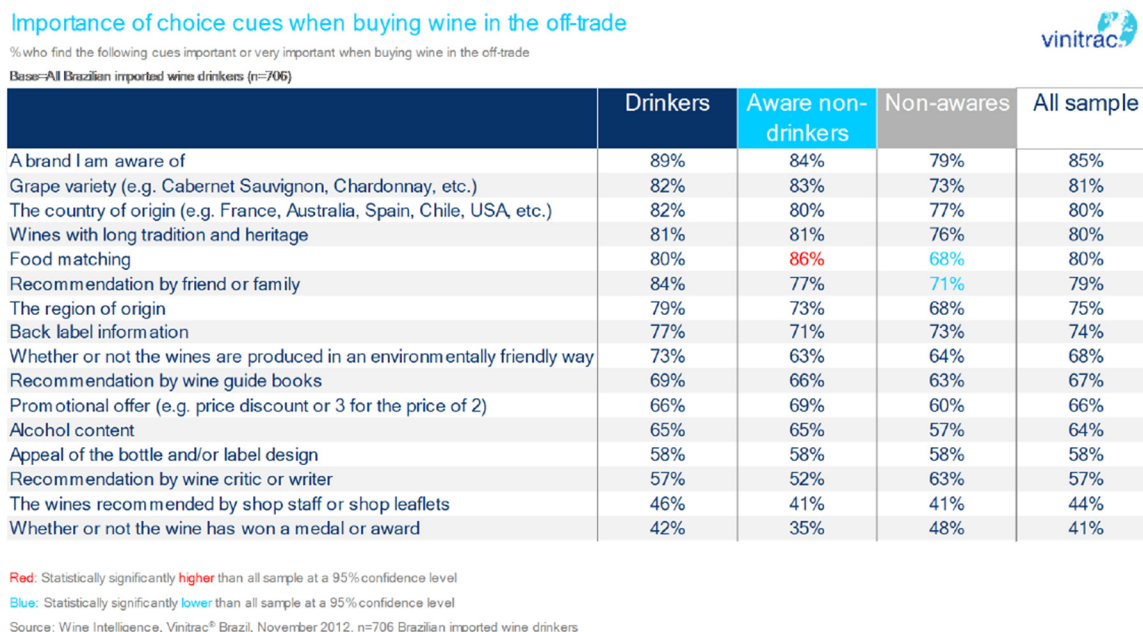 Importance of choice cues when buying wine in the off-trade
vinitrac
% who find the following cues important or very important when buying wine in the off-trade
Base=All Brazilian imported wine drinkers (n=706)
Drinkers Aware non-drinkers Non-awares All sample
A brand I am aware of 89% 84% 79% 85%
Grape variety (e.g. Cabernet Sauvignon, Chardonnay, etc.) 82% 83% 73% 81%
The country of origin (e.g. France, Australia, Spain, Chile, USA, etc.) 82% 80% 77% 80%
Wines with long tradition and heritage 81% 81% 76% 80%
Food matching 80% 86% 68% 80%
Recommendation by friend or family 84% 77% 71% 79%
The region of origin 79% 73% 68% 75%
Back label information 77% 71% 73% 74%
Whether or not the wines are produced in an environmentally friendly way 73% 63% 64% 68%
Recommendation by wine guide books 69% 66% 63% 67%
Promotional offer (e.g. price discount or 3 for the price of 2) 66% 69% 60% 66%
Alcohol content 65% 65% 57% 64%
Appeal of the bottle and/or label design 58% 58% 58% 58%
Recommendation by wine critic or writer 57% 52% 63% 57%
The wines recommended by shop staff or shop leaflets 46% 41% 41% 44%
Whether or not the wine has won a medal or award 42% 35% 48% 41%
Red: Statistically significantly higher than all sample at a 95% confidence level
Blue: Statistically significantly lower than all sample at a 95% confidence level
Source: Wine Intelligence, Vinitrac® Brazil, November 2012, n=706 Brazilian imported wine drinkers